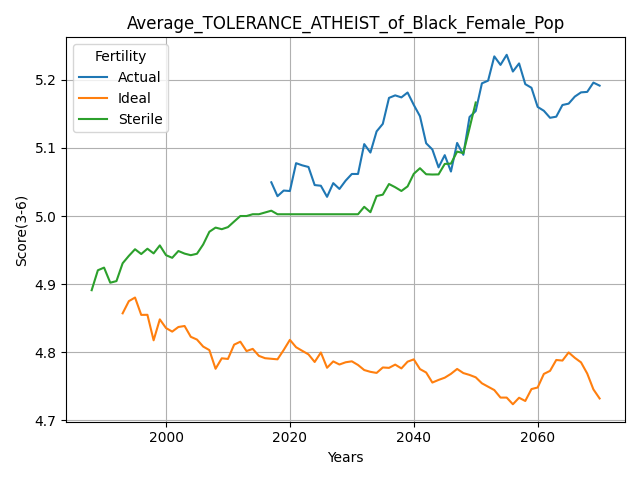 Average_TOLERANCE_ATHEIST_of_Black_Female_Pop
Fertility
Actual
Ideal
Sterile
Score(3-6)
5.2
5.1
5.0
4.9
4.8
4.7
2000 2020 2040 2060
Years